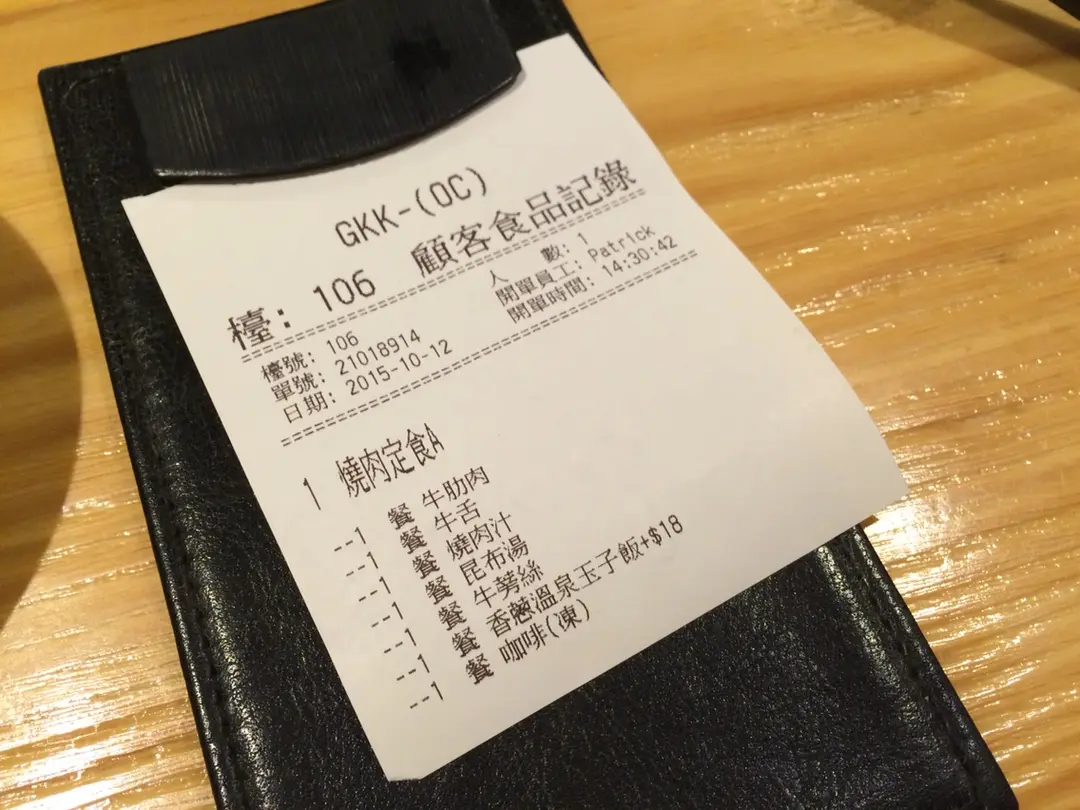 GKK-(OC)
檯: 106 顧客食品記錄
檯號: 106 人 數: 1
單號: 21018914 開單員工: Patrick
日期: 2015-10-12 開單時間: 14:30:42
1 燒肉定食A
--1 餐 牛肋肉
--1 餐 牛舌
--1 餐 燒肉汁
--1 餐 昆布湯
--1 餐 牛蒡絲
--1 餐 香蔥溫泉玉子飯+$18
--1 餐 咖啡(凍)